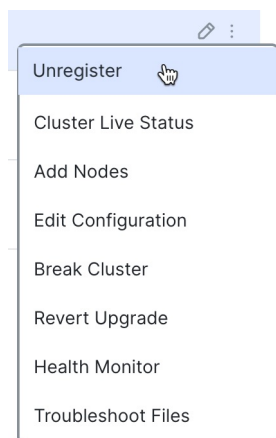 Unregister
Cluster Live Status
Add Nodes
Edit Configuration
Break Cluster
Revert Upgrade
Health Monitor
Troubleshoot Files